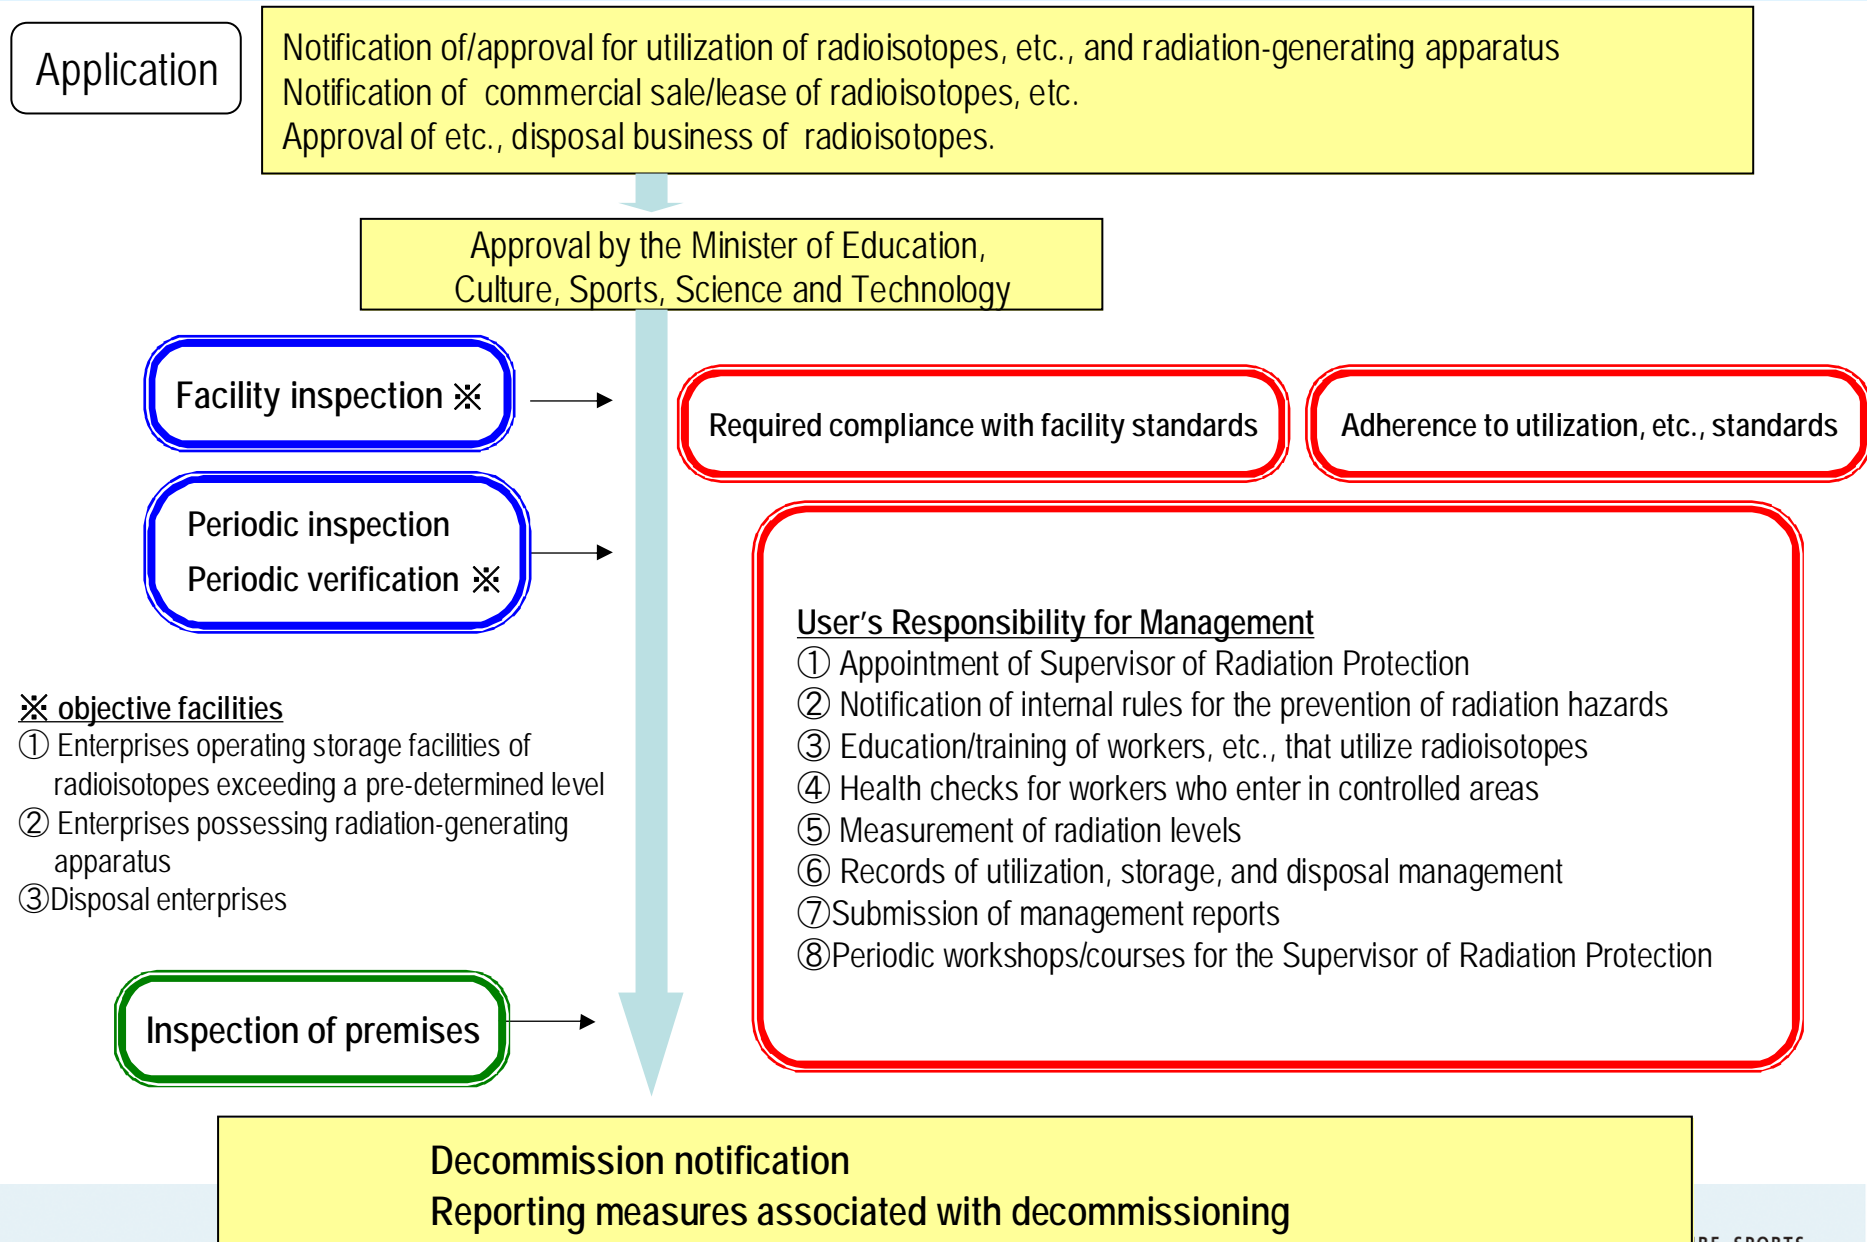 Application
Notification of/approval for utilization of radioisotopes, etc., and radiation-generating apparatus
Notification of commercial sale/lease of radioisotopes, etc.
Approval of etc., disposal business of radioisotopes.
Approval by the Minister of Education,
Culture, Sports, Science and Technology
Facility inspection ※
Required compliance with facility standards
Adherence to utilization, etc., standards
Periodic inspection
Periodic verification ※
※ objective facilities
① Enterprises operating storage facilities of
radioisotopes exceeding a pre-determined level
② Enterprises possessing radiation-generating
apparatus
③Disposal enterprises
User's Responsibility for Management
① Appointment of Supervisor of Radiation Protection
② Notification of internal rules for the prevention of radiation hazards
③ Education/training of workers, etc., that utilize radioisotopes
④ Health checks for workers who enter in controlled areas
⑤ Measurement of radiation levels
⑥ Records of utilization, storage, and disposal management
⑦Submission of management reports
⑧Periodic workshops/courses for the Supervisor of Radiation Protection
Inspection of premises
Decommission notification
Reporting measures associated with decommissioning
SPORTS